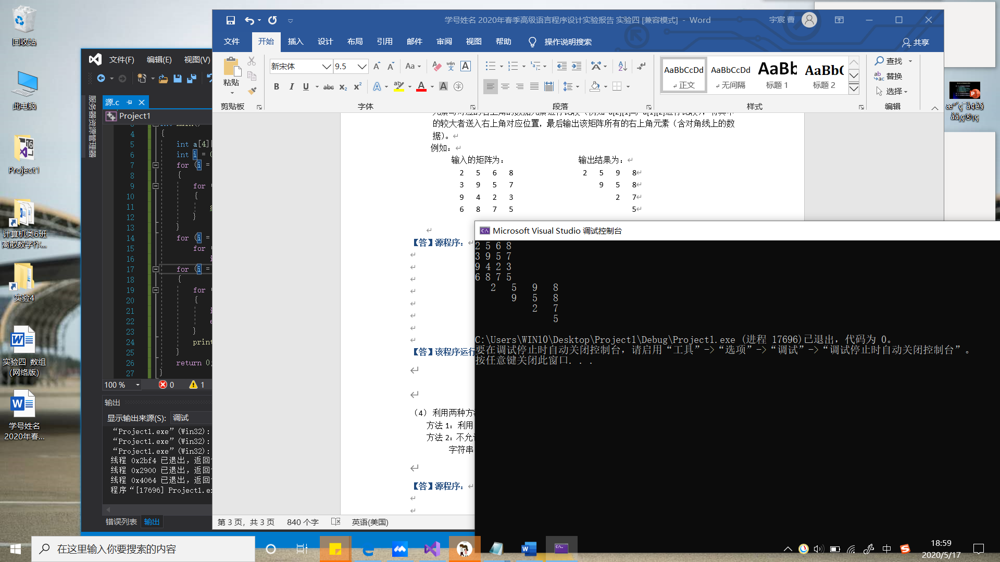 回收站
此电脑
Project1
计算机类6班
离散数学作...
实验4
实验四 数组
(网络版)
学号姓名
2020年春...
文件(F) 编辑(E) 视图(V)
服务器资源管理器
源.c
Project1
4 {
5 int a[4][
6 int i = 0
7 for (i =
8 {
9 for
10 {
11
12 }
13 }
14 for (i =
15 for
16 i
17 for (i =
18 {
19 for
20 {
21 i
22 e
23 }
24 prin
25 }
26 return 0;
27 }
100 % 0 1
输出
显示输出来源(S): 调试
“Project1.exe”(Win32):
“Project1.exe”(Win32):
“Project1.exe”(Win32):
线程 0x2bf4 已退出，返回
线程 0x2900 已退出，返回
线程 0x4064 已退出，返回
程序“[17696] Project1.ex
错误列表 输出
学号姓名 2020年春季高级语言程序设计实验报告 实验四 [兼容模式] - Word
宇宸 曹
文件 开始 插入 设计 布局 引用 邮件 审阅 视图 帮助 操作说明搜索 共享
粘贴
新宋体 9.5
AaBbCcDd AaBbCcDd AaBb AaBb(
正文 无间隔 标题 1 标题 2
查找
替换
选择
剪贴板 字体 段落 样式 编辑
的较大者送入右上角对应位置，最后输出该矩阵所有的右上角元素（含对角线上的数
据）。
例如：
输入的矩阵为： 输出结果为：
2 5 6 8 2 5 9 8
3 9 5 7 9 5 8
9 4 2 3 2 7
6 8 7 5 5
【答】源程序：
【答】该程序运行
（4） 利用两种方
方法 1：利用
方法 2：不允
字符串
【答】源程序：
第 3 页，共 3 页 840 个字 英语(美国)
Microsoft Visual Studio 调试控制台
2 5 6 8
3 9 5 7
9 4 2 3
6 8 7 5
2 5 9 8
9 5 8
2 7
5
C:\Users\WIN10\Desktop\Project1\Debug\Project1.exe (进程 17696)已退出，代码为 0。
要在调试停止时自动关闭控制台，请启用“工具”->“选项”->“调试”->“调试停止时自动关闭控制台”。
按任意键关闭此窗口. . .
在这里输入你要搜索的内容
中
18:59
2020/5/17